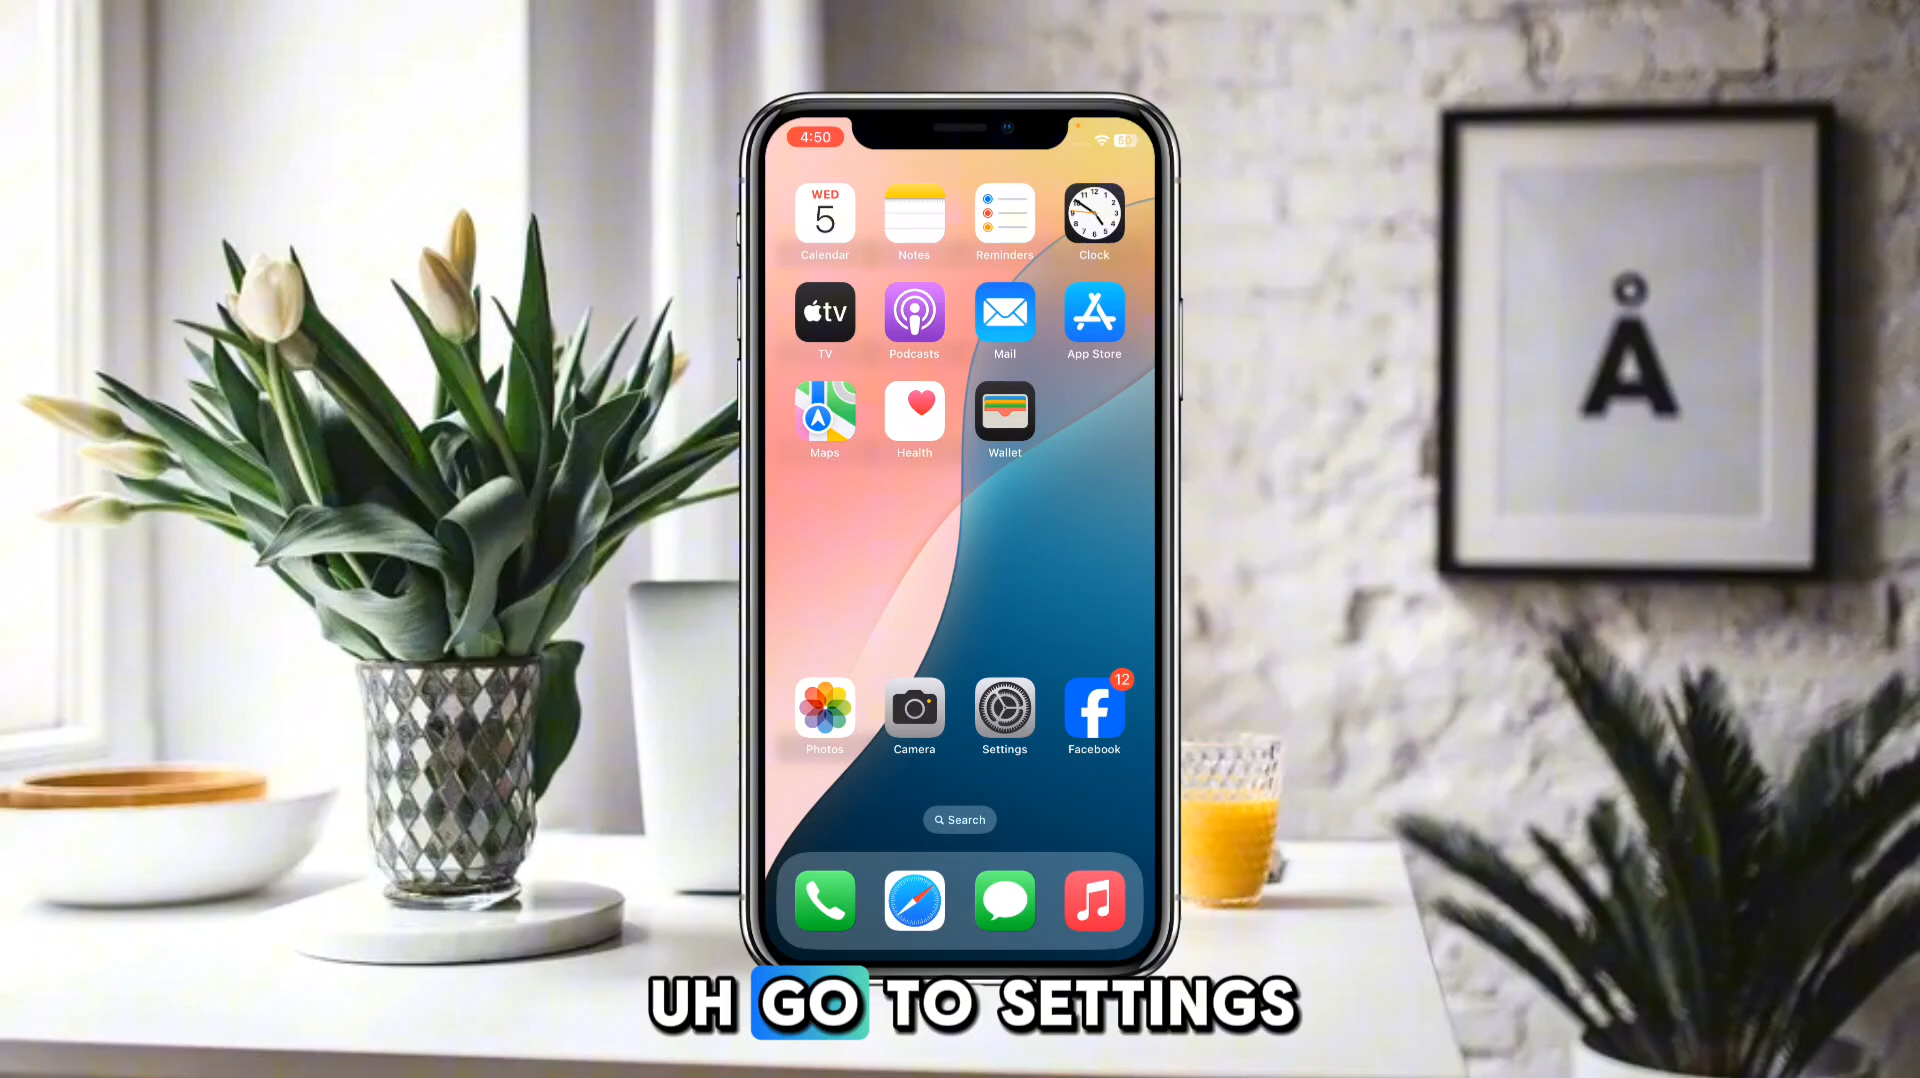 4:50
50
WED
5
Calendar
Notes
Reminders
Clock
tv
TV
Podcasts
Mail
App Store
Maps
Health
Wallet
Å
12
Photos
Camera
Settings
Facebook
Search
UH GO TO SETTINGS